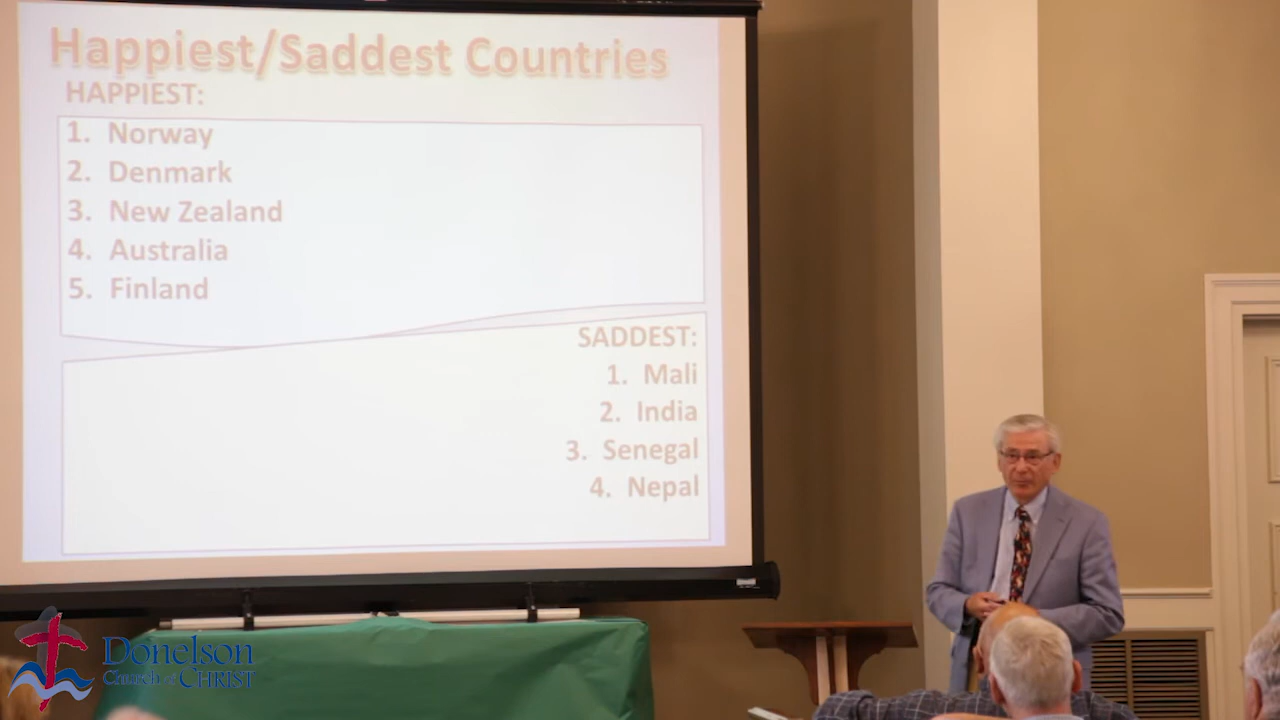 Happiest/Saddest Countries
HAPPIEST:
1. Norway
2. Denmark
3. New Zealand
4. Australia
5. Finland
SADDEST:
1. Mali
2. India
3. Senegal
4. Nepal
Donelson
Church of CHRIST